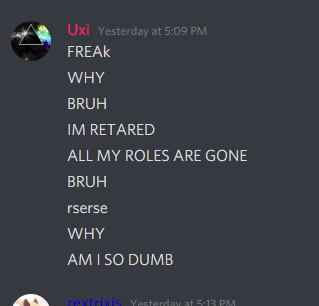 Uxi Yesterday at 5:09 PM
FREAk
WHY
BRUH
IM RETARED
ALL MY ROLES ARE GONE
BRUH
rserse
WHY
AM I SO DUMB
rextrixis Yesterday at 5:13 PM